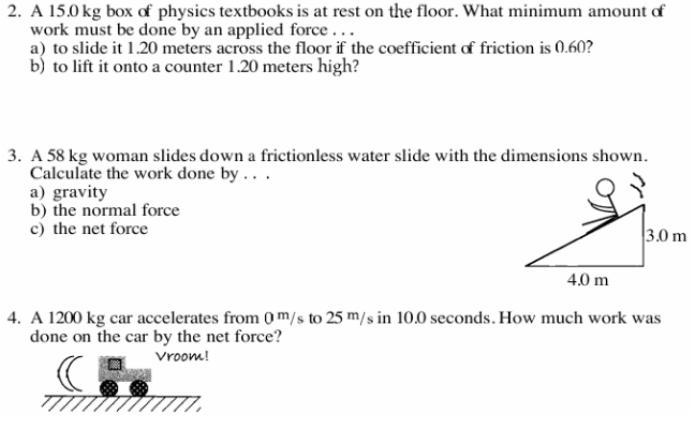 2. A 15.0 kg box of physics textbooks is at rest on the floor. What minimum amount of
work must be done by an applied force . . .
a) to slide it 1.20 meters across the floor if the coefficient of friction is 0.60?
b) to lift it onto a counter 1.20 meters high?
3. A 58 kg woman slides down a frictionless water slide with the dimensions shown.
Calculate the work done by . . .
a) gravity
b) the normal force
c) the net force
3.0 m
4.0 m
4. A 1200 kg car accelerates from 0 m/s to 25 m/s in 10.0 seconds. How much work was
done on the car by the net force?
Vroom!